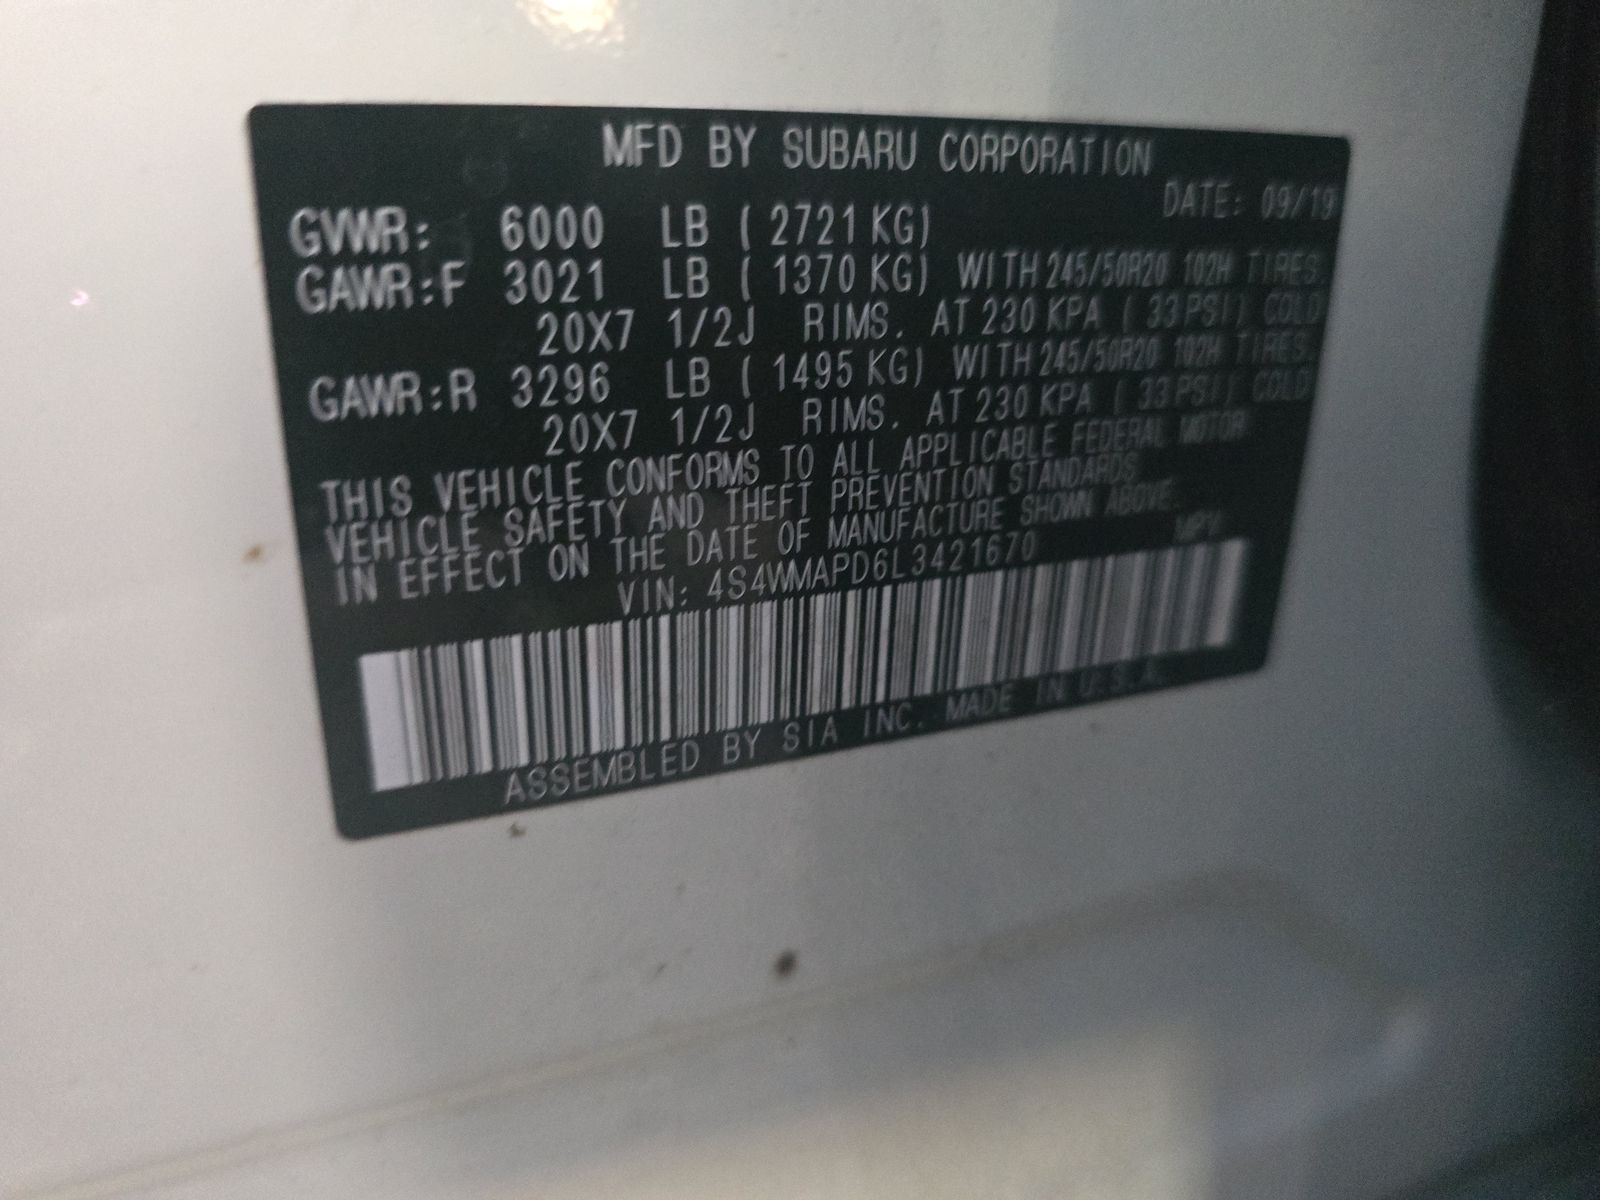 MFD BY SUBARU CORPORATION
DATE: 09/19
GVWR: 6000 LB ( 2721 KG)
GAWR:F 3021 LB ( 1370 KG) WITH 245/50R20 102H TIRES.
20X7 1/2J RIMS. AT 230 KPA ( 33 PSI) COLD
GAWR:R 3296 LB ( 1495 KG) WITH 245/50R20 102H TIRES.
20X7 1/2J RIMS. AT 230 KPA ( 33 PSI) COLD
THIS VEHICLE CONFORMS TO ALL APPLICABLE FEDERAL MOTOR
VEHICLE SAFETY AND THEFT PREVENTION STANDARDS
IN EFFECT ON THE DATE OF MANUFACTURE SHOWN ABOVE.
VIN: 4S4WMAPD6L3421670 MPV
ASSEMBLED BY SIA INC. MADE IN U.S.A.